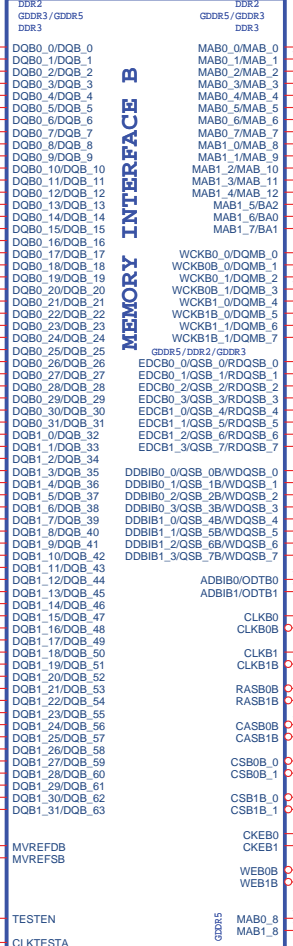 DDR2
GDDR3/GDDR5
DDR3
DQB0_0/DQB_0
DQB0_1/DQB_1
DQB0_2/DQB_2
DQB0_3/DQB_3
DQB0_4/DQB_4
DQB0_5/DQB_5
DQB0_6/DQB_6
DQB0_7/DQB_7
DQB0_8/DQB_8
DQB0_9/DQB_9
DQB0_10/DQB_10
DQB0_11/DQB_11
DQB0_12/DQB_12
DQB0_13/DQB_13
DQB0_14/DQB_14
DQB0_15/DQB_15
DQB0_16/DQB_16
DQB0_17/DQB_17
DQB0_18/DQB_18
DQB0_19/DQB_19
DQB0_20/DQB_20
DQB0_21/DQB_21
DQB0_22/DQB_22
DQB0_23/DQB_23
DQB0_24/DQB_24
DQB0_25/DQB_25
DQB0_26/DQB_26
DQB0_27/DQB_27
DQB0_28/DQB_28
DQB0_29/DQB_29
DQB0_30/DQB_30
DQB0_31/DQB_31
DQB1_0/DQB_32
DQB1_1/DQB_33
DQB1_2/DQB_34
DQB1_3/DQB_35
DQB1_4/DQB_36
DQB1_5/DQB_37
DQB1_6/DQB_38
DQB1_7/DQB_39
DQB1_8/DQB_40
DQB1_9/DQB_41
DQB1_10/DQB_42
DQB1_11/DQB_43
DQB1_12/DQB_44
DQB1_13/DQB_45
DQB1_14/DQB_46
DQB1_15/DQB_47
DQB1_16/DQB_48
DQB1_17/DQB_49
DQB1_18/DQB_50
DQB1_19/DQB_51
DQB1_20/DQB_52
DQB1_21/DQB_53
DQB1_22/DQB_54
DQB1_23/DQB_55
DQB1_24/DQB_56
DQB1_25/DQB_57
DQB1_26/DQB_58
DQB1_27/DQB_59
DQB1_28/DQB_60
DQB1_29/DQB_61
DQB1_30/DQB_62
DQB1_31/DQB_63
MVREFDB
MVREFSB
TESTEN
CLKTESTA
MEMORY INTERFACE B
DDR2
GDDR5/GDDR3
DDR3
MAB0_0/MAB_0
MAB0_1/MAB_1
MAB0_2/MAB_2
MAB0_3/MAB_3
MAB0_4/MAB_4
MAB0_5/MAB_5
MAB0_6/MAB_6
MAB0_7/MAB_7
MAB1_0/MAB_8
MAB1_1/MAB_9
MAB1_2/MAB_10
MAB1_3/MAB_11
MAB1_4/MAB_12
MAB1_5/BA2
MAB1_6/BA0
MAB1_7/BA1
WCKB0_0/DQMB_0
WCKB0B_0/DQMB_1
WCKB0_1/DQMB_2
WCKB0B_1/DQMB_3
WCKB1_0/DQMB_4
WCKB1B_0/DQMB_5
WCKB1_1/DQMB_6
WCKB1B_1/DQMB_7
GDDR5/DDR2/GDDR3
EDCB0_0/QSB_0/RDQSB_0
EDCB0_1/QSB_1/RDQSB_1
EDCB0_2/QSB_2/RDQSB_2
EDCB0_3/QSB_3/RDQSB_3
EDCB1_0/QSB_4/RDQSB_4
EDCB1_1/QSB_5/RDQSB_5
EDCB1_2/QSB_6/RDQSB_6
EDCB1_3/QSB_7/RDQSB_7
DDBIB0_0/QSB_0B/WDQSB_0
DDBIB0_1/QSB_1B/WDQSB_1
DDBIB0_2/QSB_2B/WDQSB_2
DDBIB0_3/QSB_3B/WDQSB_3
DDBIB1_0/QSB_4B/WDQSB_4
DDBIB1_1/QSB_5B/WDQSB_5
DDBIB1_2/QSB_6B/WDQSB_6
DDBIB1_3/QSB_7B/WDQSB_7
ADBIB0/ODTB0
ADBIB1/ODTB1
CLKB0
CLKB0B
CLKB1
CLKB1B
RASB0B
RASB1B
CASB0B
CASB1B
CSB0B_0
CSB0B_1
CSB1B_0
CSB1B_1
CKEB0
CKEB1
WEB0B
WEB1B
GDDR5
MAB0_8
MAB1_8